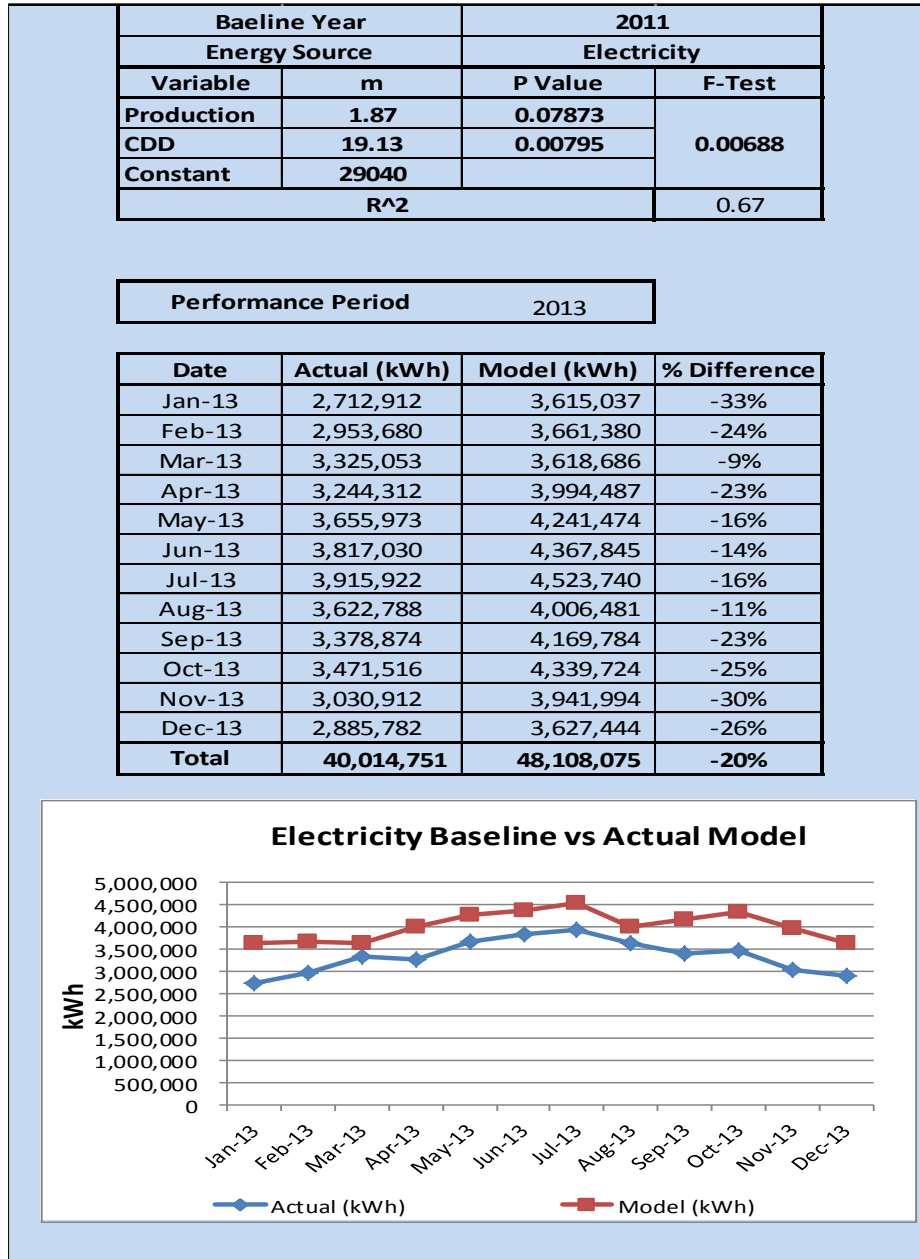 Baeline Year 2011
Energy Source Electricity
Variable m P Value F-Test
Production 1.87 0.07873
CDD 19.13 0.00795 0.00688
Constant 29040
R^2 0.67
Performance Period 2013
Date Actual (kWh) Model (kWh) % Difference
Jan-13 2,712,912 3,615,037 -33%
Feb-13 2,953,680 3,661,380 -24%
Mar-13 3,325,053 3,618,686 -9%
Apr-13 3,244,312 3,994,487 -23%
May-13 3,655,973 4,241,474 -16%
Jun-13 3,817,030 4,367,845 -14%
Jul-13 3,915,922 4,523,740 -16%
Aug-13 3,622,788 4,006,481 -11%
Sep-13 3,378,874 4,169,784 -23%
Oct-13 3,471,516 4,339,724 -25%
Nov-13 3,030,912 3,941,994 -30%
Dec-13 2,885,782 3,627,444 -26%
Total 40,014,751 48,108,075 -20%
Electricity Baseline vs Actual Model
kWh
5,000,000
4,500,000
4,000,000
3,500,000
3,000,000
2,500,000
2,000,000
1,500,000
1,000,000
500,000
0
Jan-13 Feb-13 Mar-13 Apr-13 May-13 Jun-13 Jul-13 Aug-13 Sep-13 Oct-13 Nov-13 Dec-13
Actual (kWh) Model (kWh)